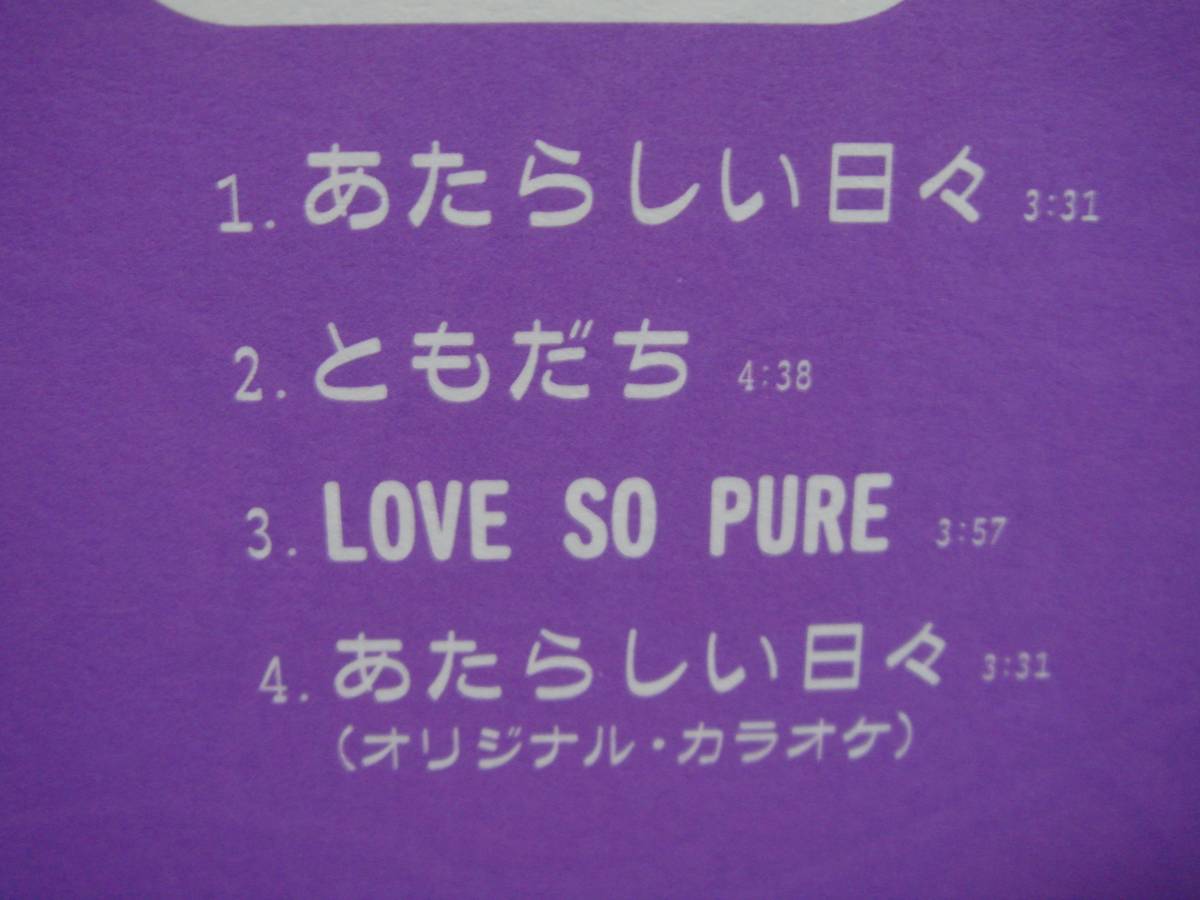 1. あたらしい日々 3:31
2. ともだち 4:38
3. LOVE SO PURE 3:57
4. あたらしい日々 3:31
(オリジナル・カラオケ)